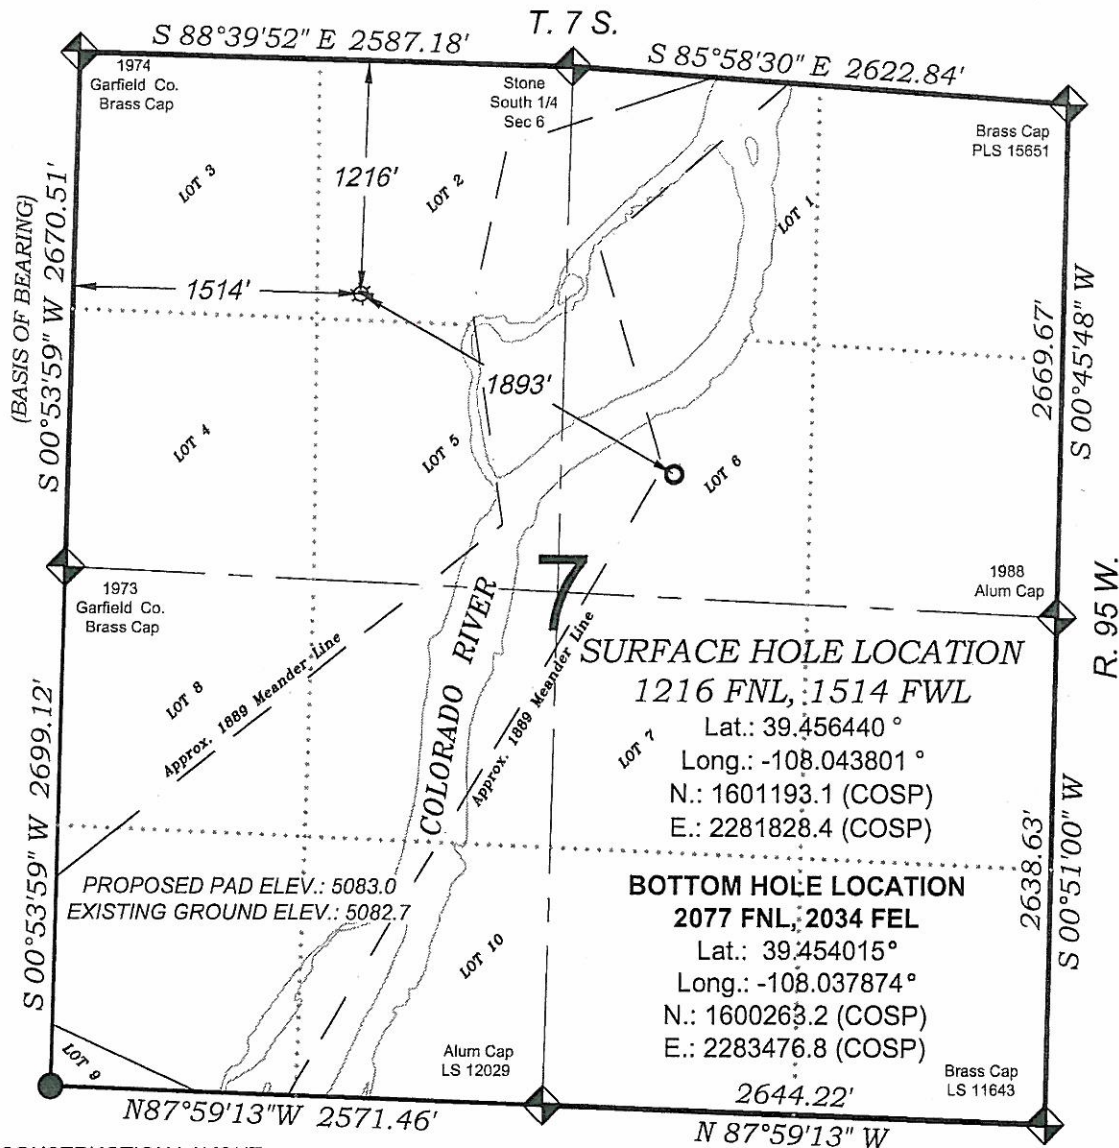 T. 7 S.
S 88°39'52" E 2587.18'
S 85°58'30" E 2622.84'
1974
Garfield Co.
Brass Cap
Stone
South 1/4
Sec 6
Brass Cap
PLS 15651
LOT 3
1216'
LOT 2
LOT 1
(BASIS OF BEARING)
S 00°53'59" W 2670.51'
1514'
2669.67'
S 00°45'48" W
1893'
LOT 4
LOT 5
LOT 6
R. 95 W.
7
1973
Garfield Co.
Brass Cap
1988
Alum Cap
COLORADO RIVER
Approx. 1889 Meander Line
Approx. 1889 Meander Line
LOT 8
LOT 7
SURFACE HOLE LOCATION
1216 FNL, 1514 FWL
Lat.: 39.456440 °
Long.: -108.043801 °
N.: 1601193.1 (COSP)
E.: 2281828.4 (COSP)
S 00°53'59" W 2699.12'
2638.63'
S 00°51'00" W
PROPOSED PAD ELEV.: 5083.0
EXISTING GROUND ELEV.: 5082.7
BOTTOM HOLE LOCATION
2077 FNL, 2034 FEL
Lat.: 39.454015°
Long.: -108.037874°
N.: 1600263.2 (COSP)
E.: 2283476.8 (COSP)
LOT 10
LOT 9
Alum Cap
LS 12029
Brass Cap
LS 11643
N87°59'13"W 2571.46'
2644.22'
N 87°59'13" W